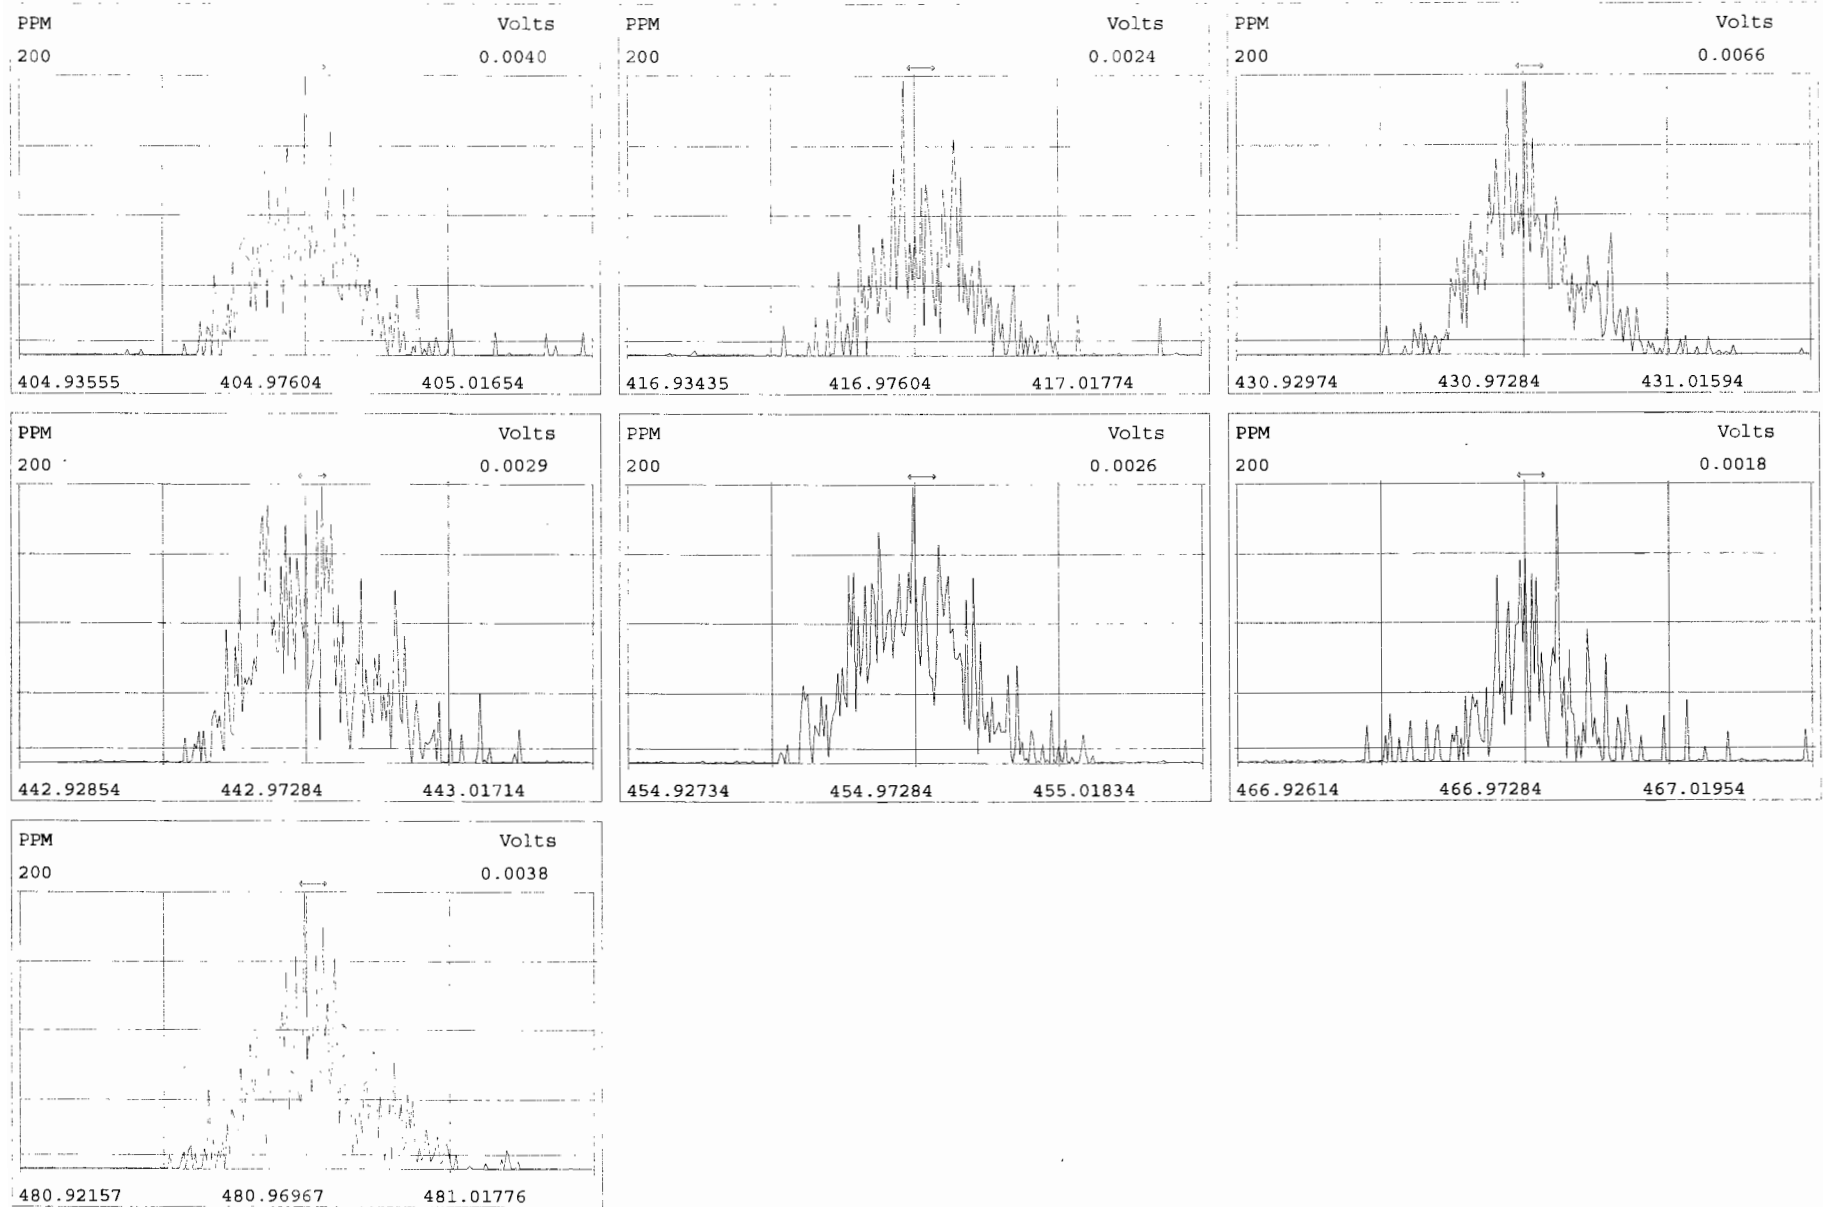 PPM Volts
200 0.0040
404.93555 404.97604 405.01654
PPM Volts
200 0.0024
416.93435 416.97604 417.01774
PPM Volts
200 0.0066
430.92974 430.97284 431.01594
PPM Volts
200 0.0029
442.92854 442.97284 443.01714
PPM Volts
200 0.0026
454.92734 454.97284 455.01834
PPM Volts
200 0.0018
466.92614 466.97284 467.01954
PPM Volts
200 0.0038
480.92157 480.96967 481.01776